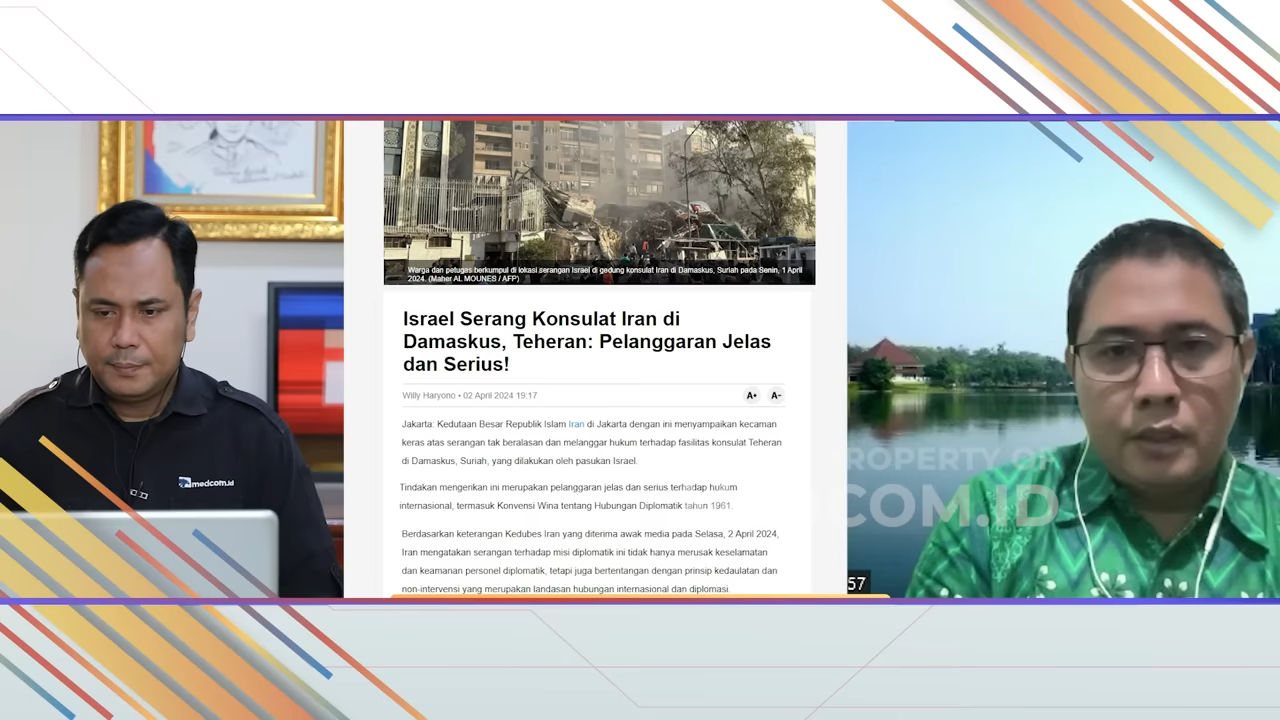 Warga dan petugas berkumpul di lokasi serangan Israel di gedung konsulat Iran di Damaskus, Suriah pada Senin, 1 April
2024. (Maher AL MOUNES / AFP)
Israel Serang Konsulat Iran di
Damaskus, Teheran: Pelanggaran Jelas
dan Serius!
Willy Haryono • 02 April 2024 19:17
A+ A-
Jakarta: Kedutaan Besar Republik Islam Iran di Jakarta dengan ini menyampaikan kecaman
keras atas serangan tak beralasan dan melanggar hukum terhadap fasilitas konsulat Teheran
di Damaskus, Suriah, yang dilakukan oleh pasukan Israel.
Tindakan mengerikan ini merupakan pelanggaran jelas dan serius terhadap hukum
internasional, termasuk Konvensi Wina tentang Hubungan Diplomatik tahun 1961.
Berdasarkan keterangan Kedubes Iran yang diterima awak media pada Selasa, 2 April 2024,
Iran mengatakan serangan terhadap misi diplomatik ini tidak hanya merusak keselamatan
dan keamanan personel diplomatik, tetapi juga bertentangan dengan prinsip kedaulatan dan
non-intervensi yang merupakan landasan hubungan internasional dan diplomasi.
medcom.id
ROPERTY OF
COM.ID
57